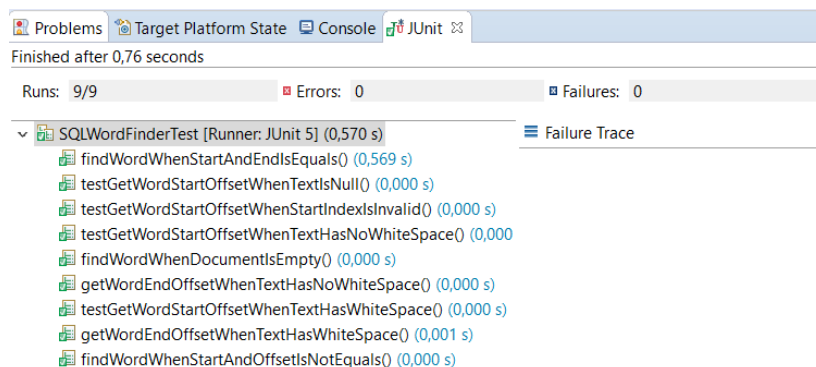 Problems Target Platform State Console JUnit
Finished after 0,76 seconds
Runs: 9/9 Errors: 0 Failures: 0
SQLWordFinderTest [Runner: JUnit 5] (0,570 s) Failure Trace
findWordWhenStartAndEndIsEquals() (0,569 s)
testGetWordStartOffsetWhenTextIsNull() (0,000 s)
testGetWordStartOffsetWhenStartIndexIsInvalid() (0,000 s)
testGetWordStartOffsetWhenTextHasNoWhiteSpace() (0,000
findWordWhenDocumentIsEmpty() (0,000 s)
getWordEndOffsetWhenTextHasNoWhiteSpace() (0,000 s)
testGetWordStartOffsetWhenTextHasWhiteSpace() (0,000 s)
getWordEndOffsetWhenTextHasWhiteSpace() (0,001 s)
findWordWhenStartAndOffsetIsNotEquals() (0,000 s)